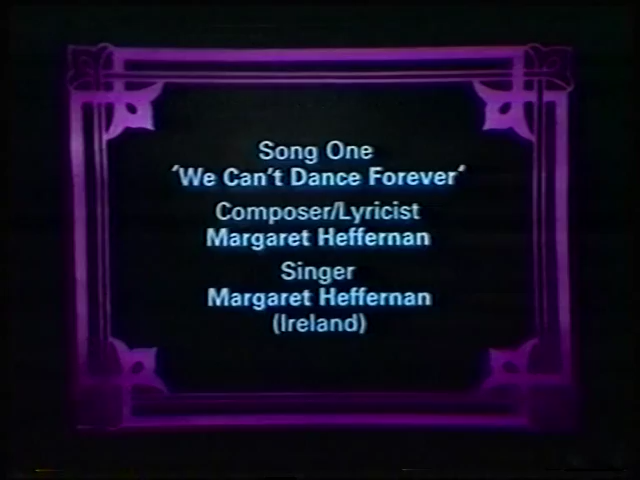 Song One
'We Can't Dance Forever'
Composer/Lyricist
Margaret Heffernan
Singer
Margaret Heffernan
(Ireland)